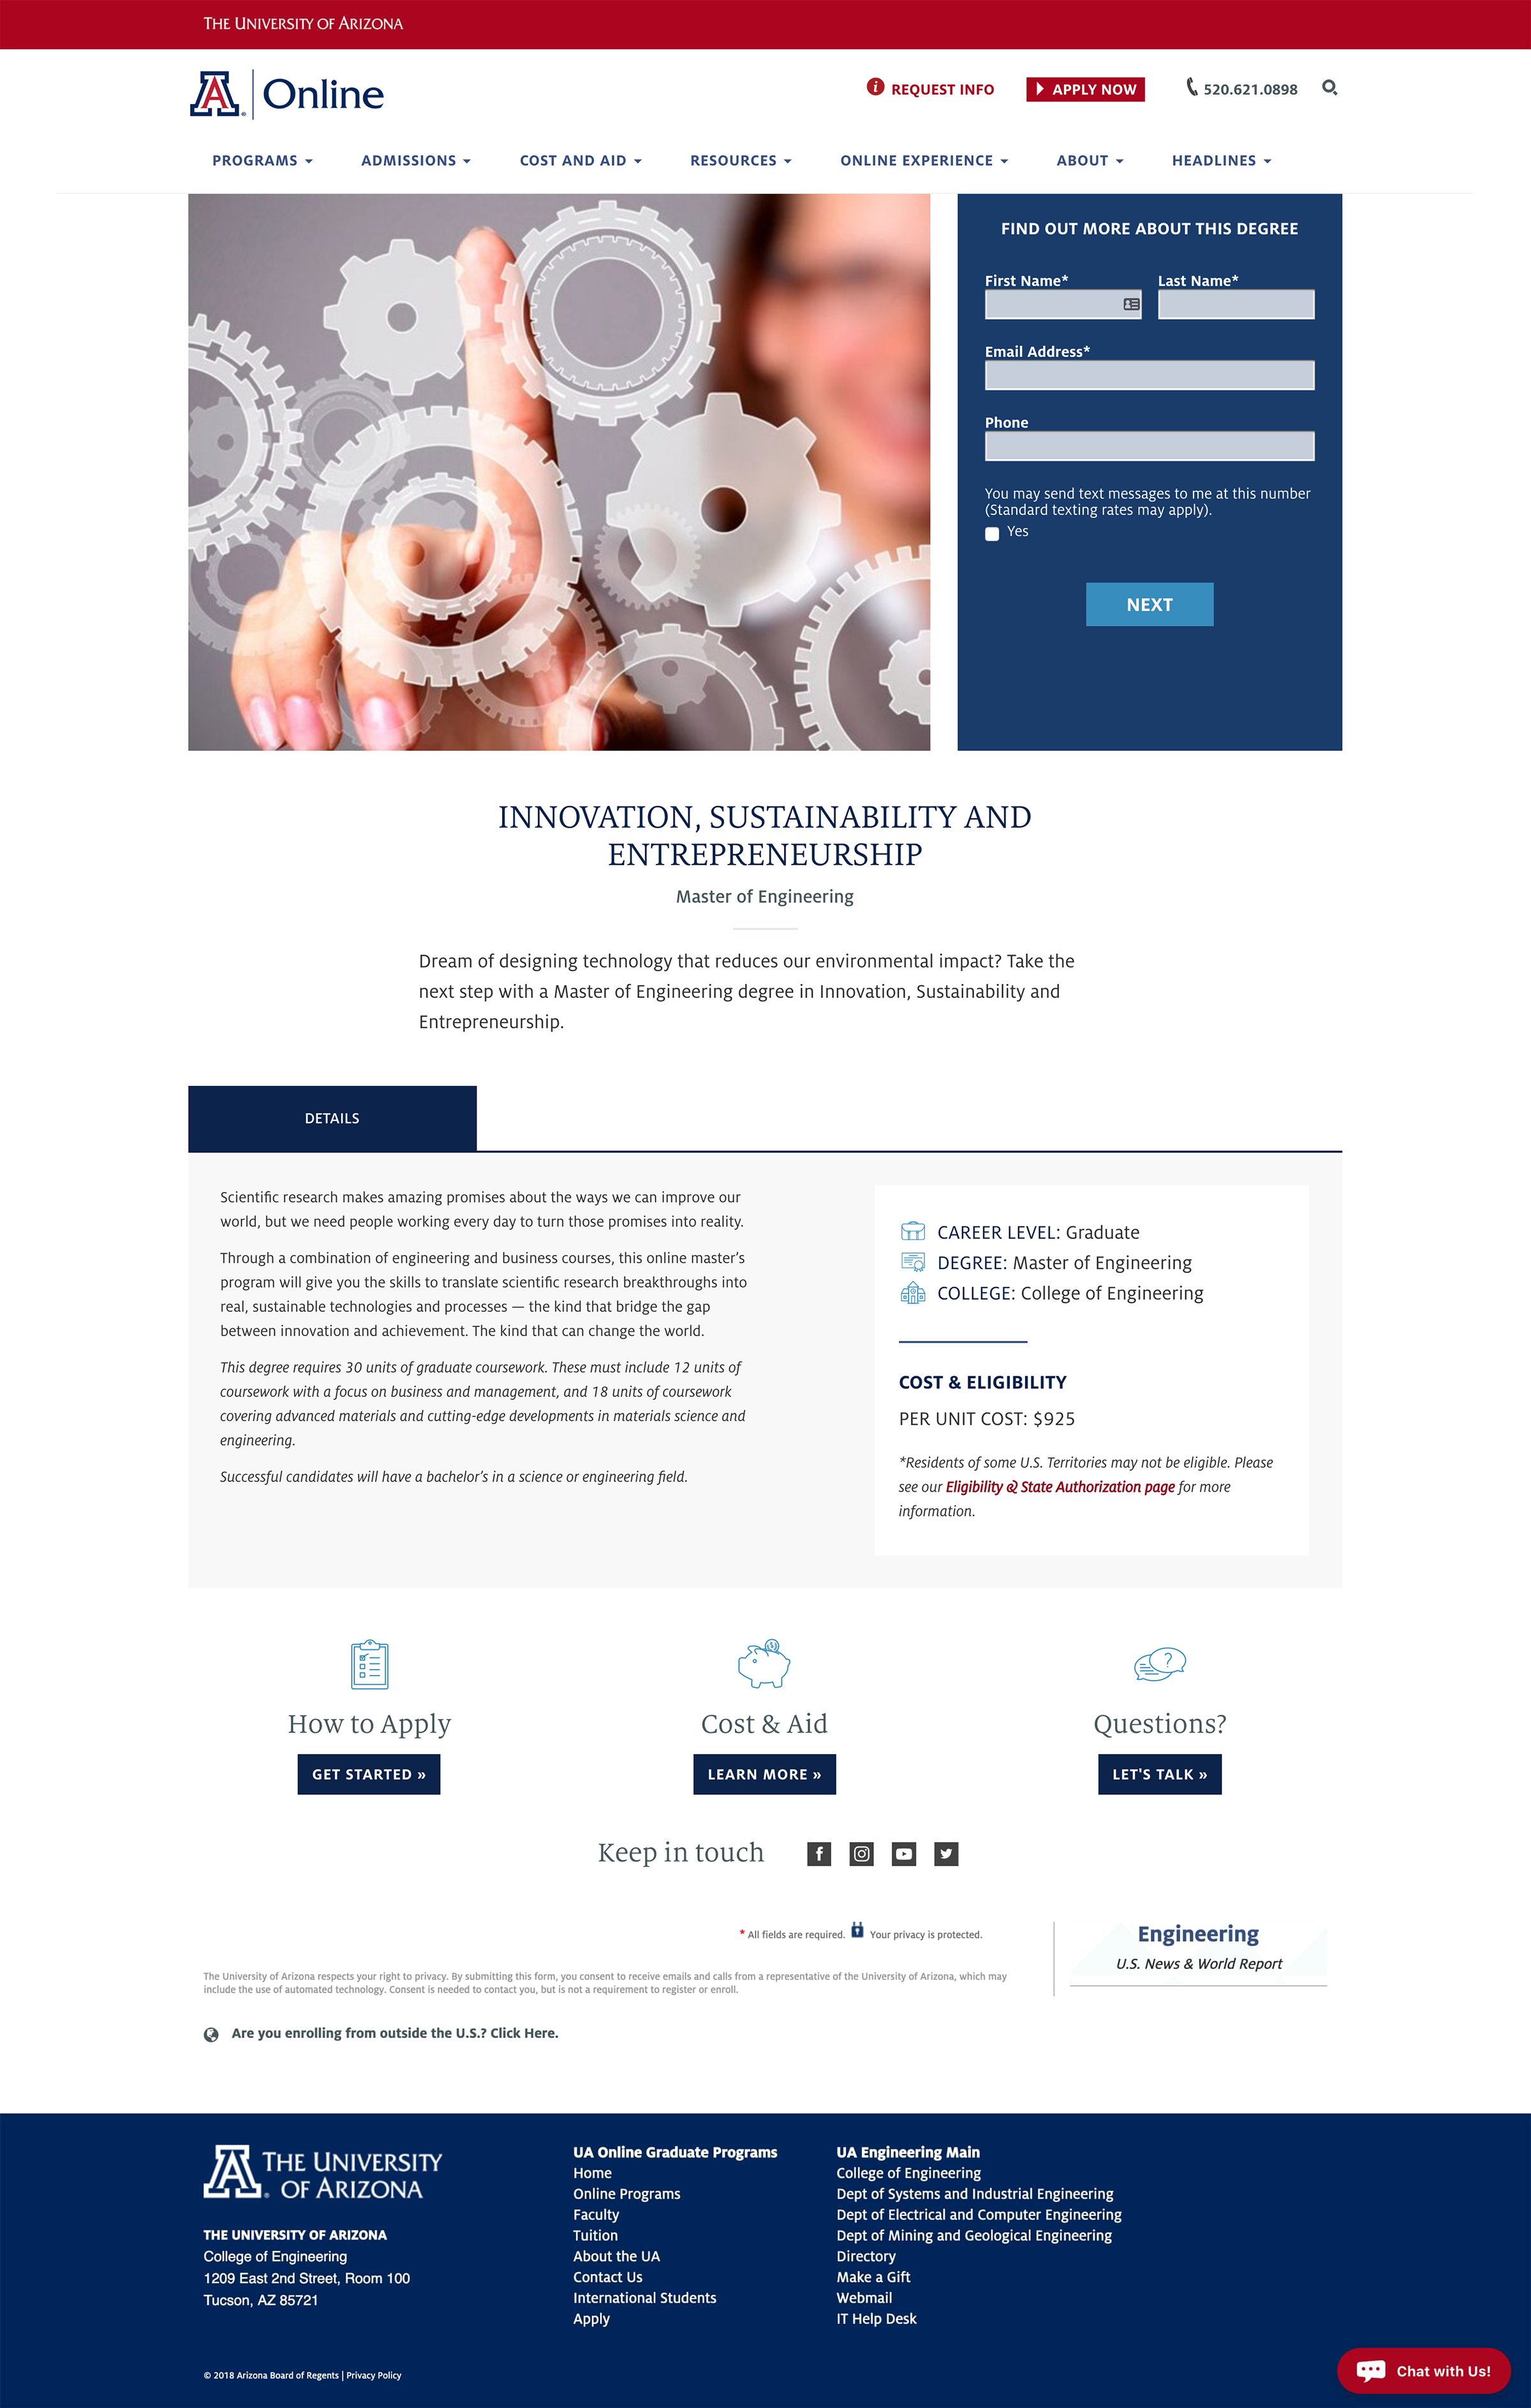 THE UNIVERSITY OF ARIZONA
A Online
REQUEST INFO
APPLY NOW
520.621.0898
PROGRAMS
ADMISSIONS
COST AND AID
RESOURCES
ONLINE EXPERIENCE
ABOUT
HEADLINES
FIND OUT MORE ABOUT THIS DEGREE
First Name* Last Name*
Email Address*
Phone
You may send text messages to me at this number
(Standard texting rates may apply).
Yes
NEXT
INNOVATION, SUSTAINABILITY AND
ENTREPRENEURSHIP
Master of Engineering
Dream of designing technology that reduces our environmental impact? Take the
next step with a Master of Engineering degree in Innovation, Sustainability and
Entrepreneurship.
DETAILS
Scientific research makes amazing promises about the ways we can improve our
world, but we need people working every day to turn those promises into reality.
Through a combination of engineering and business courses, this online master's
program will give you the skills to translate scientific research breakthroughs into
real, sustainable technologies and processes — the kind that bridge the gap
between innovation and achievement. The kind that can change the world.
This degree requires 30 units of graduate coursework. These must include 12 units of
coursework with a focus on business and management, and 18 units of coursework
covering advanced materials and cutting-edge developments in materials science and
engineering.
Successful candidates will have a bachelor's in a science or engineering field.
CAREER LEVEL: Graduate
DEGREE: Master of Engineering
COLLEGE: College of Engineering
COST & ELIGIBILITY
PER UNIT COST: $925
*Residents of some U.S. Territories may not be eligible. Please
see our Eligibility & State Authorization page for more
information.
How to Apply
GET STARTED »
Cost & Aid
LEARN MORE »
Questions?
LET'S TALK »
Keep in touch
* All fields are required. Your privacy is protected.
The University of Arizona respects your right to privacy. By submitting this form, you consent to receive emails and calls from a representative of the University of Arizona, which may
include the use of automated technology. Consent is needed to contact you, but is not a requirement to register or enroll.
Are you enrolling from outside the U.S.? Click Here.
Engineering
U.S. News & World Report
A THE UNIVERSITY
OF ARIZONA
THE UNIVERSITY OF ARIZONA
College of Engineering
1209 East 2nd Street, Room 100
Tucson, AZ 85721
UA Online Graduate Programs
Home
Online Programs
Faculty
Tuition
About the UA
Contact Us
International Students
Apply
UA Engineering Main
College of Engineering
Dept of Systems and Industrial Engineering
Dept of Electrical and Computer Engineering
Dept of Mining and Geological Engineering
Directory
Make a Gift
Webmail
IT Help Desk
© 2018 Arizona Board of Regents | Privacy Policy
Chat with Us!